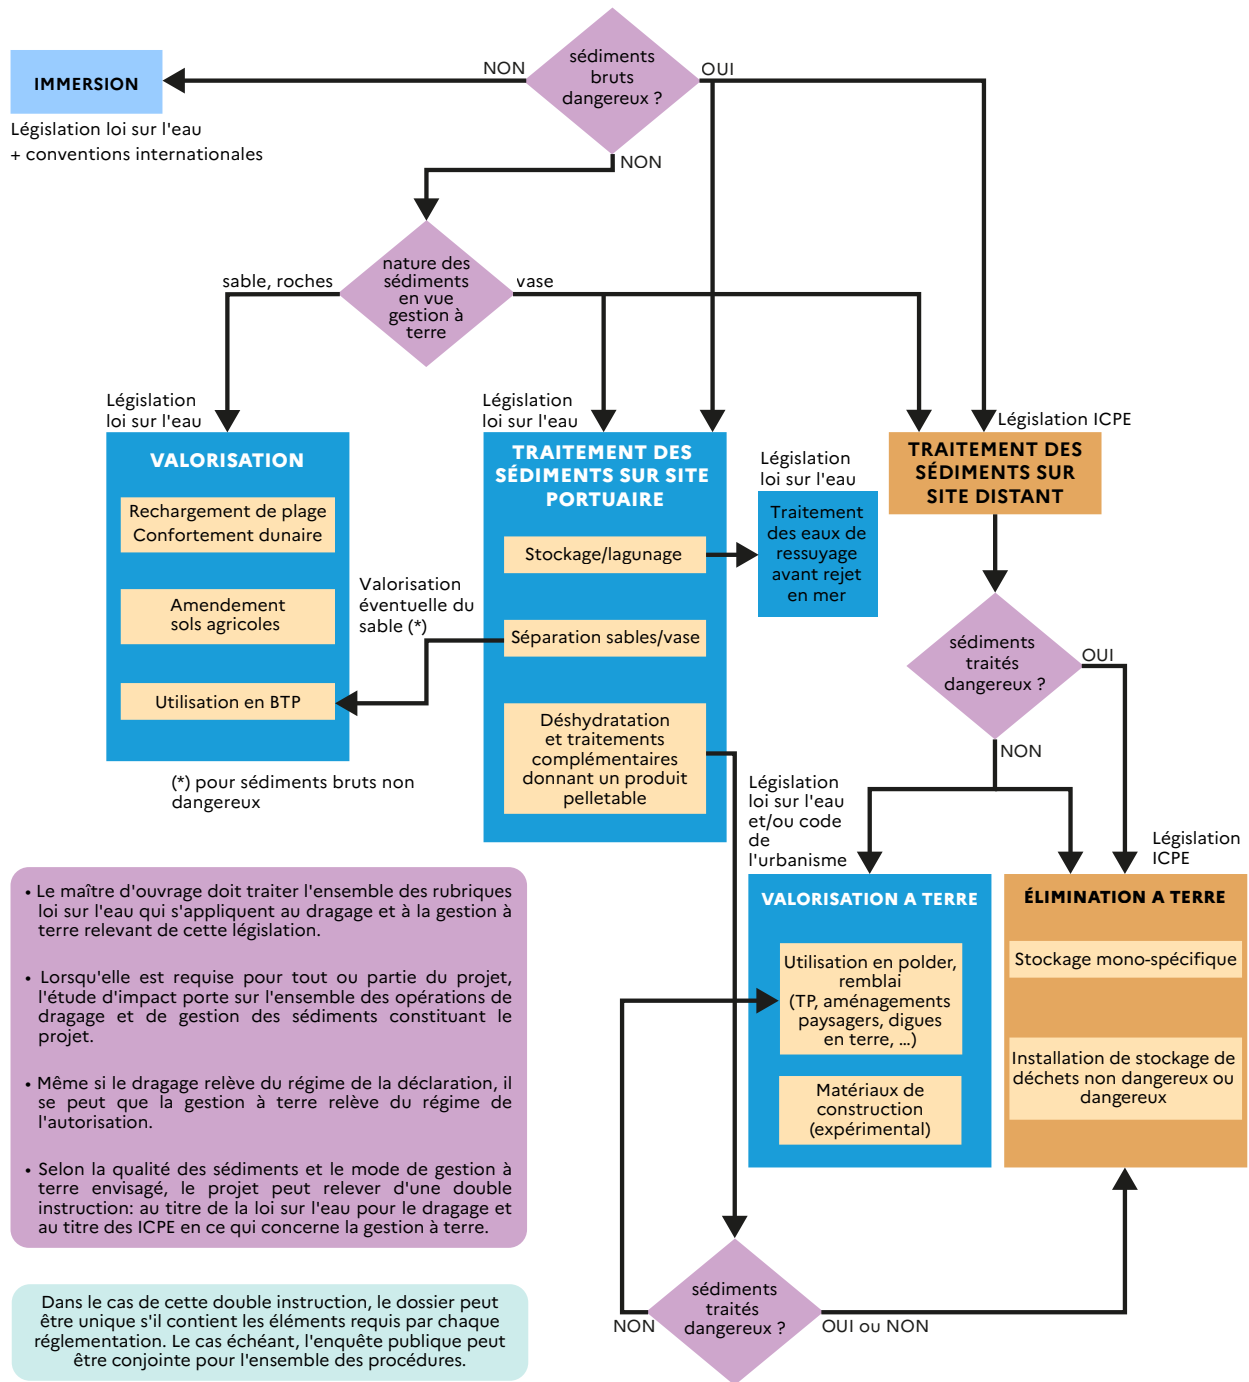 sédiments
bruts
dangereux ?
NON
OUI
IMMERSION
Législation loi sur l'eau
+ conventions internationales
NON
nature des
sédiments
en vue
gestion à
terre
sable, roches
vase
Législation
loi sur l'eau
VALORISATION
Rechargement de plage
Confortement dunaire
Amendement
sols agricoles
Utilisation en BTP
(*) pour sédiments bruts non
dangereux
Valorisation
éventuelle du
sable (*)
Législation
loi sur l'eau
TRAITEMENT DES
SÉDIMENTS SUR SITE
PORTUAIRE
Stockage/lagunage
Séparation sables/vase
Déshydratation
et traitements
complémentaires
donnant un produit
pelletable
Législation
loi sur l'eau
Traitement
des eaux de
ressuyage
avant rejet
en mer
Législation ICPE
TRAITEMENT DES
SÉDIMENTS SUR
SITE DISTANT
sédiments
traités
dangereux ?
OUI
NON
Législation
loi sur l'eau
et/ou code
de
l'urbanisme
VALORISATION A TERRE
Utilisation en polder,
remblai
(TP, aménagements
paysagers, digues
en terre, ...)
Matériaux de
construction
(expérimental)
Législation
ICPE
ÉLIMINATION A TERRE
Stockage mono-spécifique
Installation de stockage de
déchets non dangereux ou
dangereux
sédiments
traités
dangereux ?
NON
OUI ou NON
• Le maître d'ouvrage doit traiter l'ensemble des rubriques
loi sur l'eau qui s'appliquent au dragage et à la gestion à
terre relevant de cette législation.
• Lorsqu'elle est requise pour tout ou partie du projet,
l'étude d'impact porte sur l'ensemble des opérations de
dragage et de gestion des sédiments constituant le
projet.
• Même si le dragage relève du régime de la déclaration, il
se peut que la gestion à terre relève du régime de
l'autorisation.
• Selon la qualité des sédiments et le mode de gestion à
terre envisagé, le projet peut relever d'une double
instruction: au titre de la loi sur l'eau pour le dragage et
au titre des ICPE en ce qui concerne la gestion à terre.
Dans le cas de cette double instruction, le dossier peut
être unique s'il contient les éléments requis par chaque
réglementation. Le cas échéant, l'enquête publique peut
être conjointe pour l'ensemble des procédures.